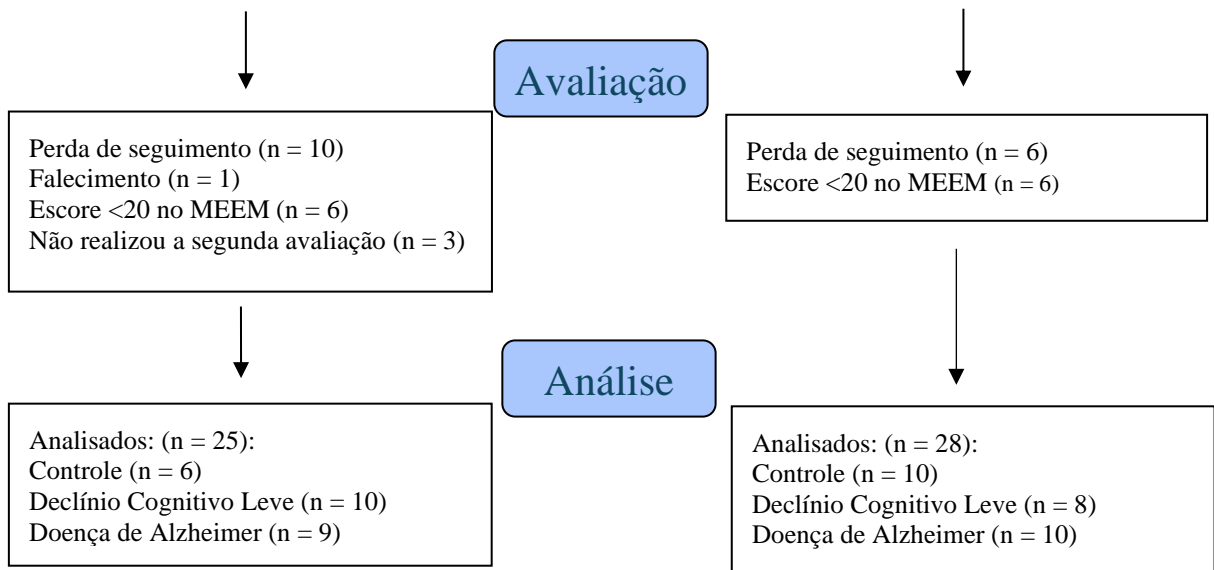 Avaliação
Perda de seguimento (n = 10)
Falecimento (n = 1)
Escore <20 no MEEM (n = 6)
Não realizou a segunda avaliação (n = 3)
Perda de seguimento (n = 6)
Escore <20 no MEEM (n = 6)
Análise
Analisados: (n = 25):
Controle (n = 6)
Declínio Cognitivo Leve (n = 10)
Doença de Alzheimer (n = 9)
Analisados: (n = 28):
Controle (n = 10)
Declínio Cognitivo Leve (n = 8)
Doença de Alzheimer (n = 10)